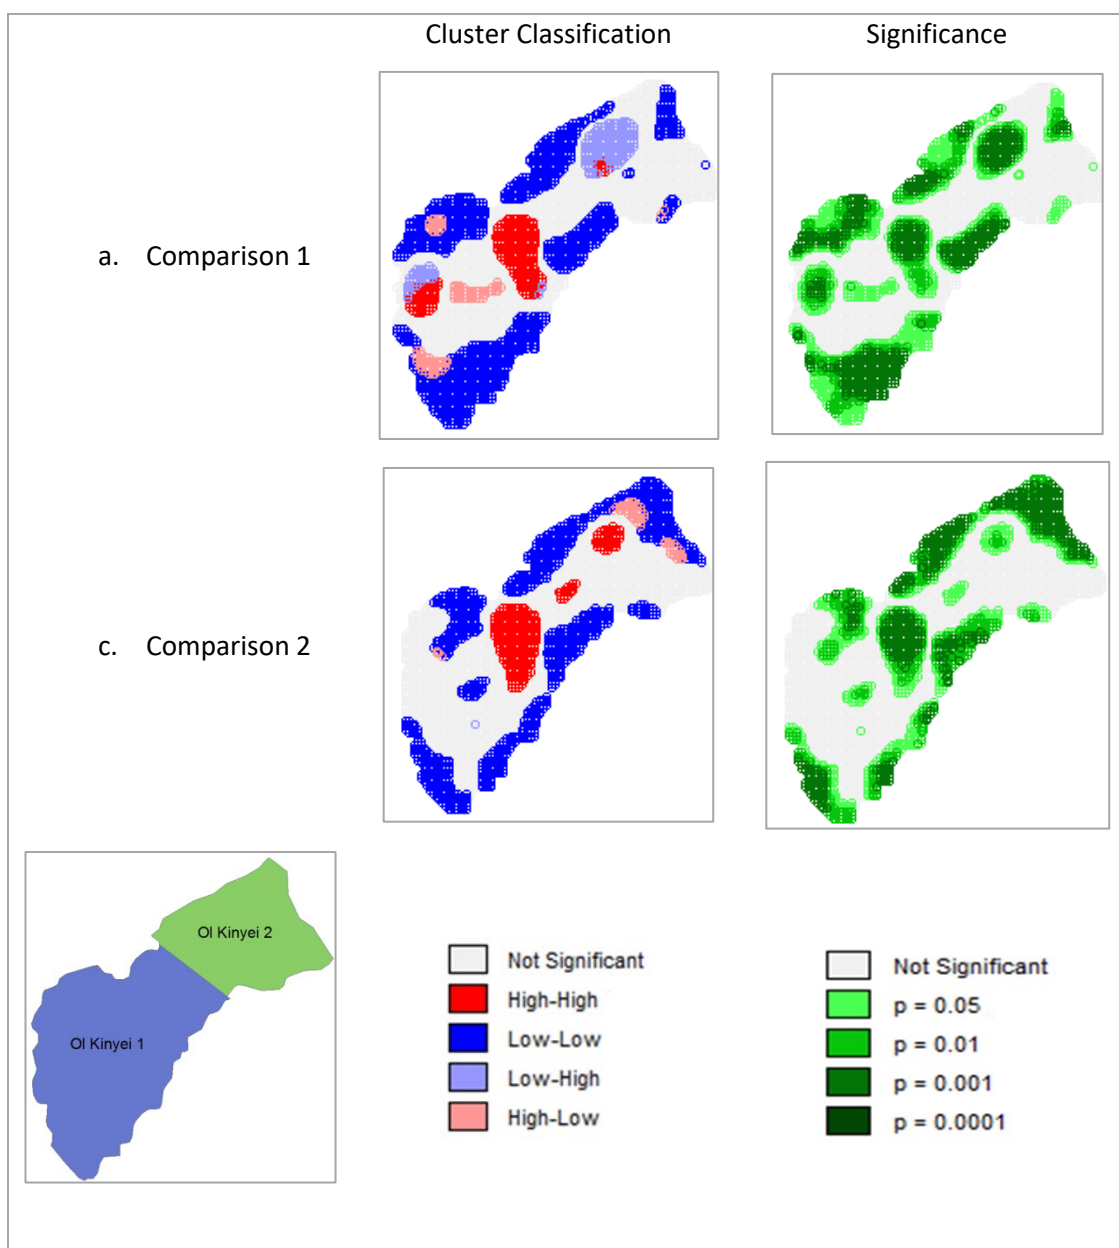 Cluster Classification
Significance
a. Comparison 1
c. Comparison 2
Ol Kinyei 2
Ol Kinyei 1
Not Significant
High-High
Low-Low
Low-High
High-Low
Not Significant
p = 0.05
p = 0.01
p = 0.001
p = 0.0001